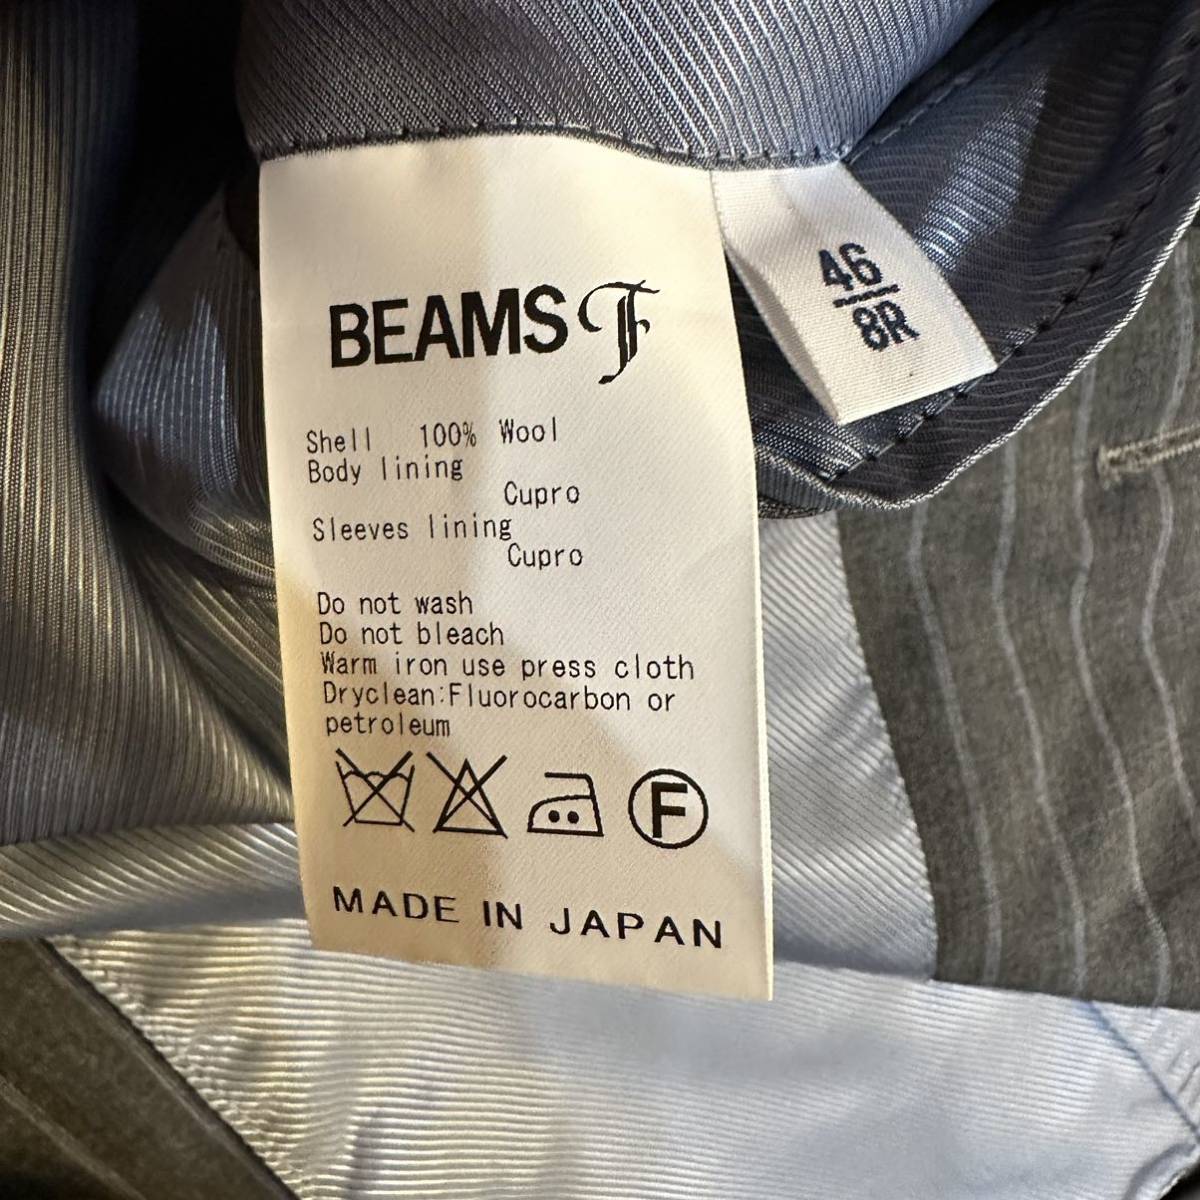 BEAMS F
46
8R
Shell 100% Wool
Body lining
Cupro
Sleeves lining
Cupro
Do not wash
Do not bleach
Warm iron use press cloth
Dryclean:Fluorocarbon or
petroleum
F
MADE IN JAPAN